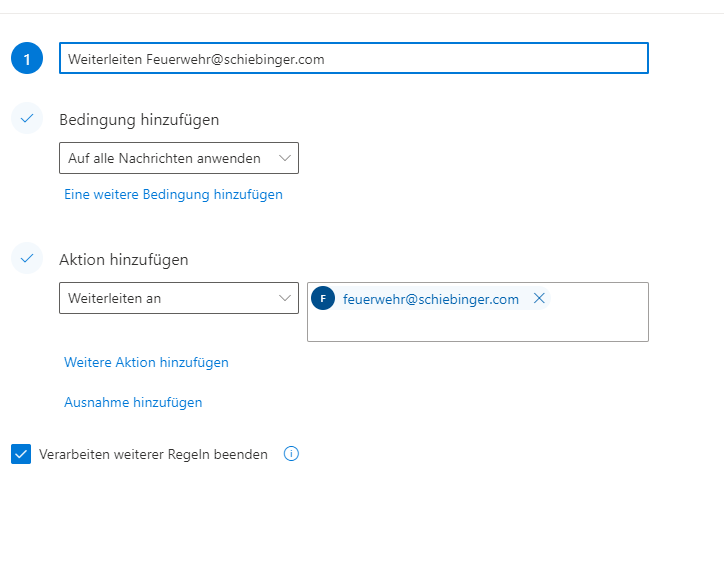 1
Weiterleiten Feuerwehr@schiebinger.com
Bedingung hinzufügen
Auf alle Nachrichten anwenden
Eine weitere Bedingung hinzufügen
Aktion hinzufügen
Weiterleiten an
F feuerwehr@schiebinger.com
Weitere Aktion hinzufügen
Ausnahme hinzufügen
Verarbeiten weiterer Regeln beenden